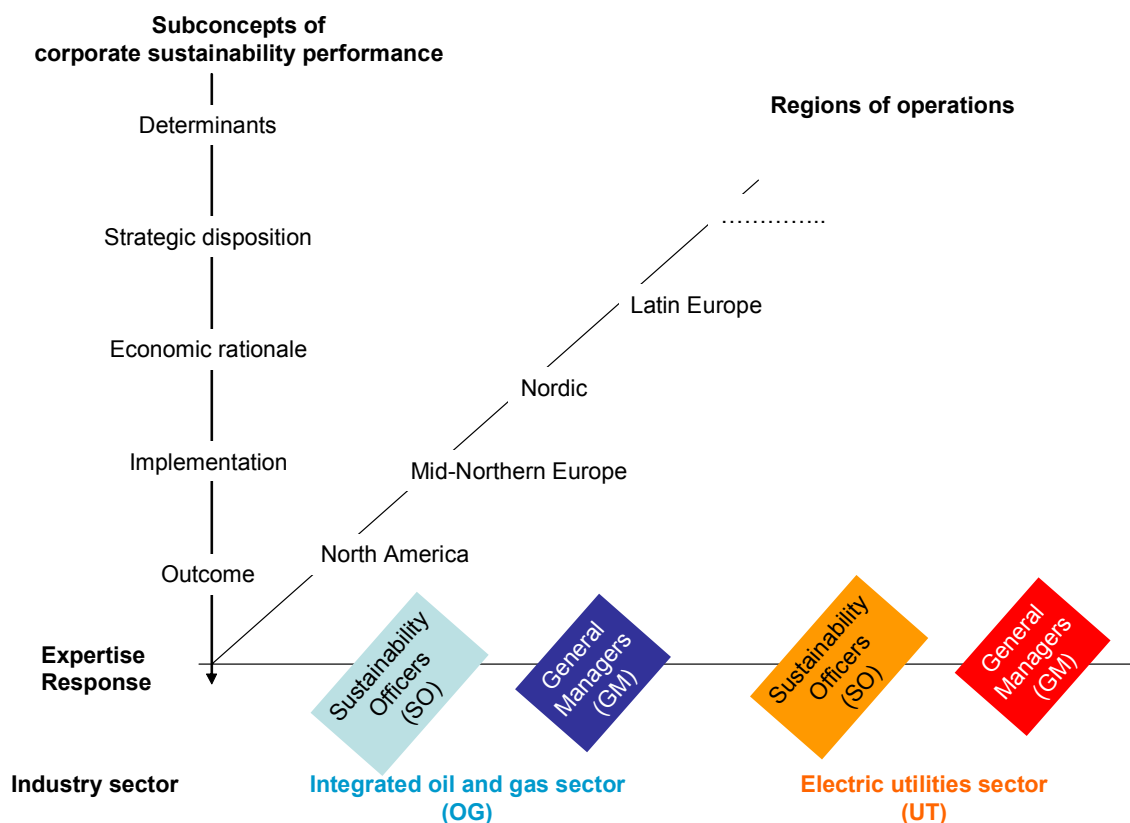 Subconcepts of
corporate sustainability performance
Determinants
Regions of operations
Strategic disposition
…………..
Latin Europe
Economic rationale
Nordic
Implementation
Mid-Northern Europe
North America
Outcome
Expertise
Response
Sustainability
Officers
(SO)
General
Managers
(GM)
Sustainability
Officers
(SO)
General
Managers
(GM)
Industry sector
Integrated oil and gas sector
(OG)
Electric utilities sector
(UT)